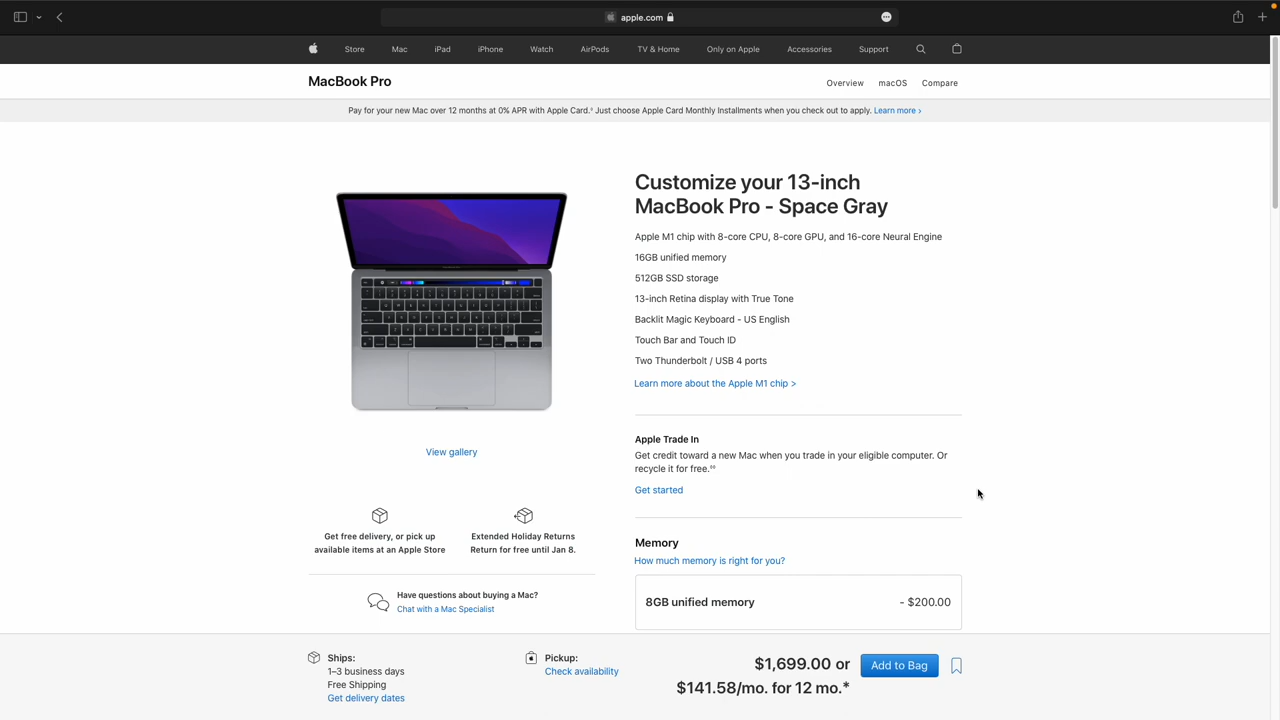 apple.com
Store Mac iPad iPhone Watch AirPods TV & Home Only on Apple Accessories Support
MacBook Pro
Overview macOS Compare
Pay for your new Mac over 12 months at 0% APR with Apple Card.◊ Just choose Apple Card Monthly Installments when you check out to apply. Learn more >
Customize your 13-inch
MacBook Pro - Space Gray
Apple M1 chip with 8-core CPU, 8-core GPU, and 16-core Neural Engine
16GB unified memory
512GB SSD storage
13-inch Retina display with True Tone
Backlit Magic Keyboard - US English
Touch Bar and Touch ID
Two Thunderbolt / USB 4 ports
Learn more about the Apple M1 chip >
View gallery
Get free delivery, or pick up
available items at an Apple Store
Extended Holiday Returns
Return for free until Jan 8.
Have questions about buying a Mac?
Chat with a Mac Specialist
Apple Trade In
Get credit toward a new Mac when you trade in your eligible computer. Or
recycle it for free.◊◊
Get started
Memory
How much memory is right for you?
8GB unified memory - $200.00
Ships:
1–3 business days
Free Shipping
Get delivery dates
Pickup:
Check availability
$1,699.00 or
$141.58/mo. for 12 mo.*
Add to Bag